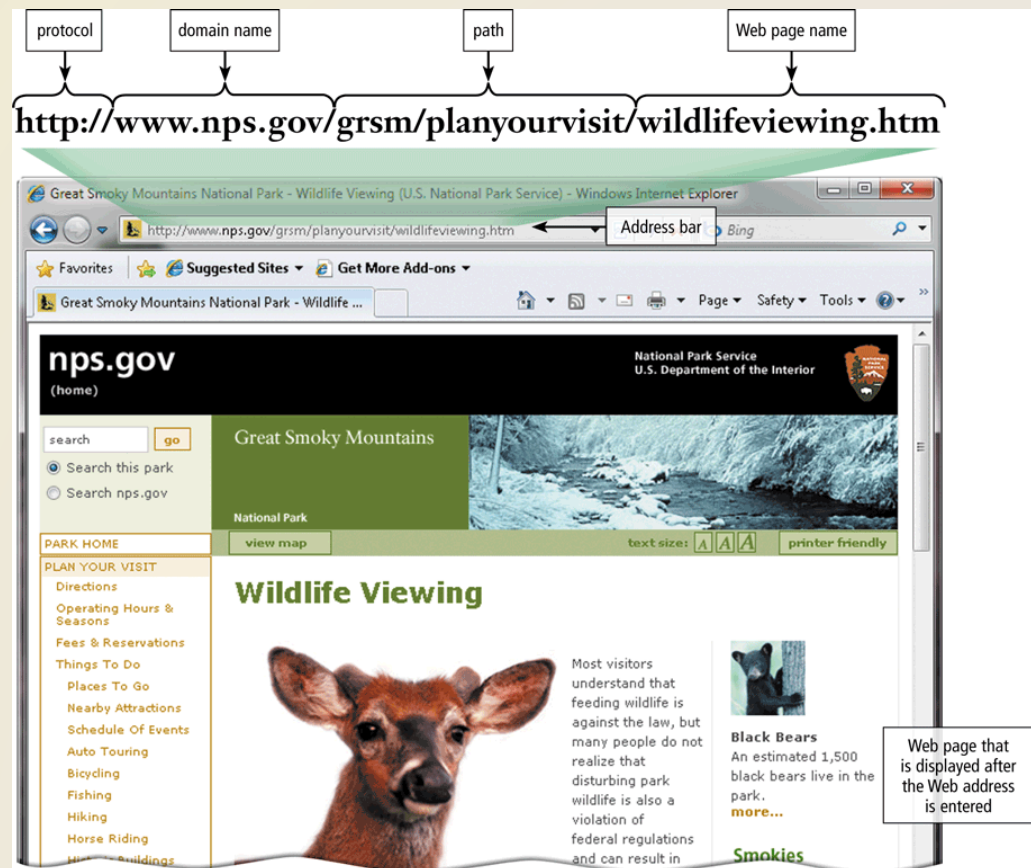 protocol
domain name
path
Web page name
http://www.nps.gov/grsm/planyourvisit/wildlifeviewing.htm
Great Smoky Mountains National Park - Wildlife Viewing (U.S. National Park Service) - Windows Internet Explorer
http://www.nps.gov/grsm/planyourvisit/wildlifeviewing.htm
Address bar
Bing
Favorites
Suggested Sites
Get More Add-ons
Great Smoky Mountains National Park - Wildlife ...
Page
Safety
Tools
nps.gov
(home)
National Park Service
U.S. Department of the Interior
search
go
Search this park
Search nps.gov
Great Smoky Mountains
National Park
view map
text size: A A A
printer friendly
PARK HOME
PLAN YOUR VISIT
Directions
Operating Hours &
Seasons
Fees & Reservations
Things To Do
Places To Go
Nearby Attractions
Schedule Of Events
Auto Touring
Bicycling
Fishing
Hiking
Horse Riding
Buildings
Wildlife Viewing
Most visitors
understand that
feeding wildlife is
against the law, but
many people do not
realize that
disturbing park
wildlife is also a
violation of
federal regulations
and can result in
Black Bears
An estimated 1,500
black bears live in the
park.
more...
Smokies
Web page that
is displayed after
the Web address
is entered